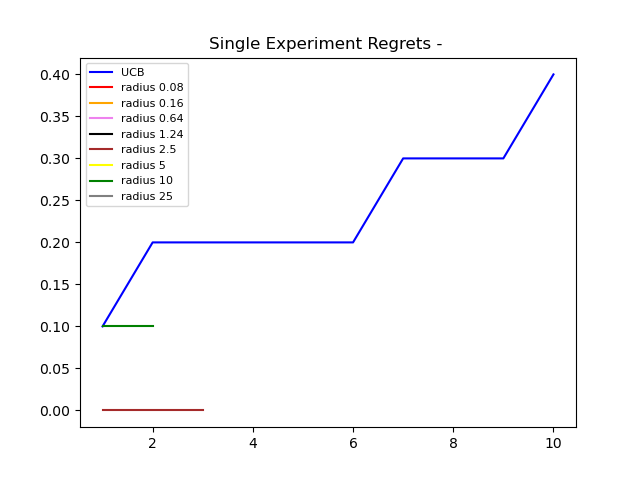 Single Experiment Regrets -
0.40
0.35
0.30
0.25
0.20
0.15
0.10
0.05
0.00
UCB
radius 0.08
radius 0.16
radius 0.64
radius 1.24
radius 2.5
radius 5
radius 10
radius 25
2 4 6 8 10